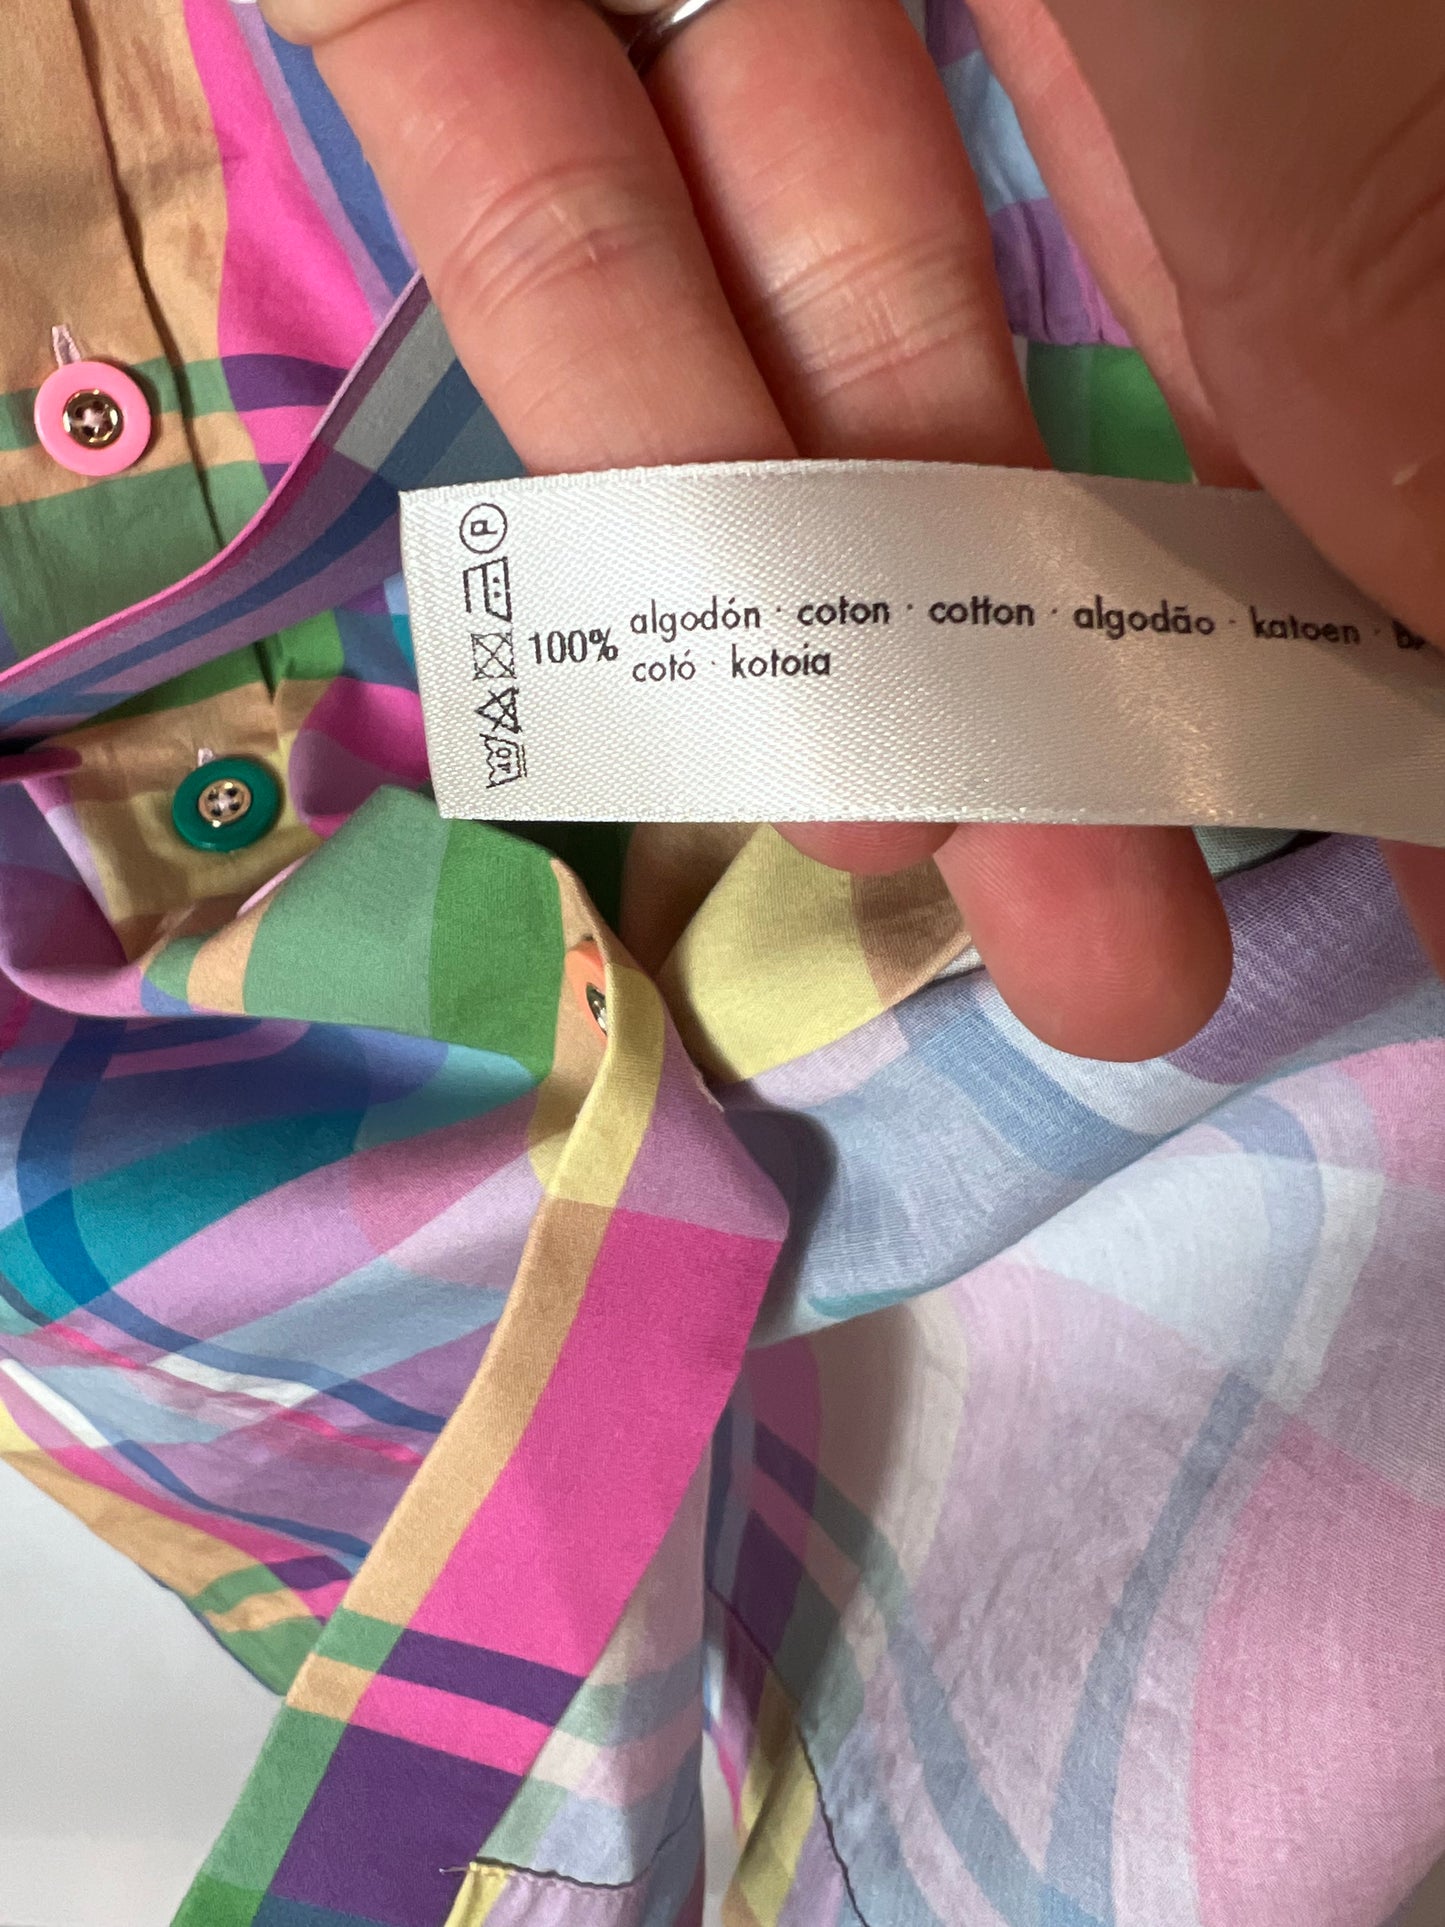 100% algodón · coton · cotton · algodão · katoen ·
cotó · kotoia
P